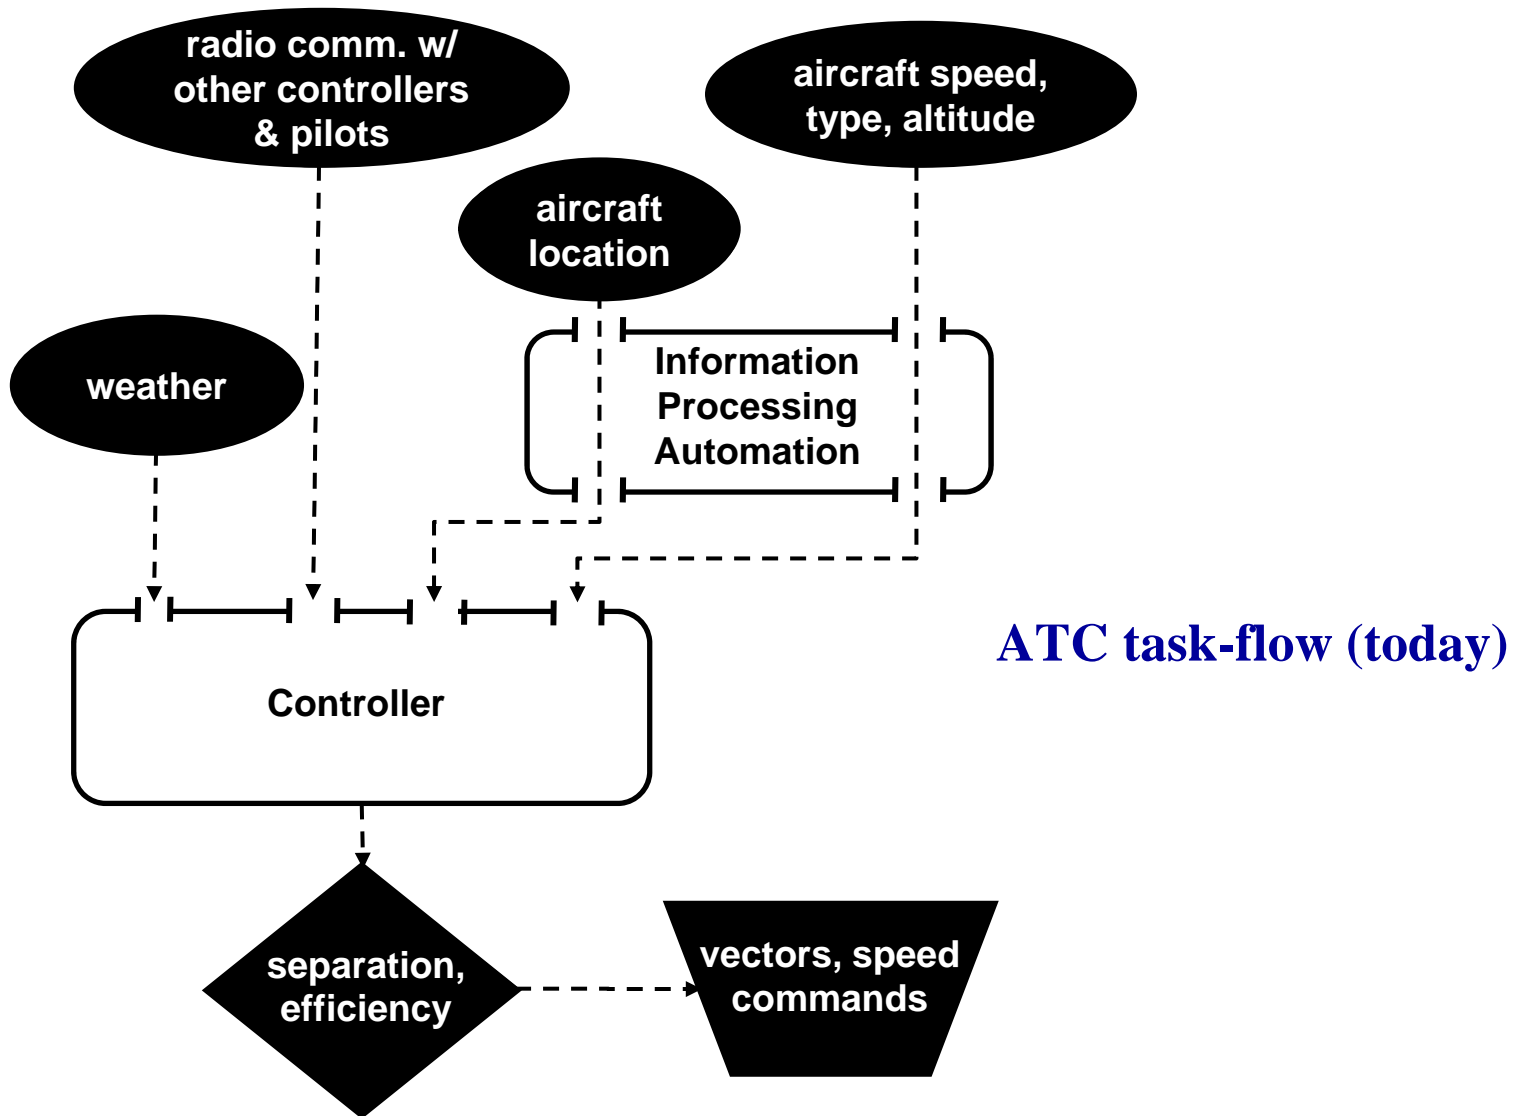 radio comm. w/
other controllers
& pilots
aircraft speed,
type, altitude
aircraft
location
weather
Information
Processing
Automation
ATC task-flow (today)
Controller
separation,
efficiency
vectors, speed
commands